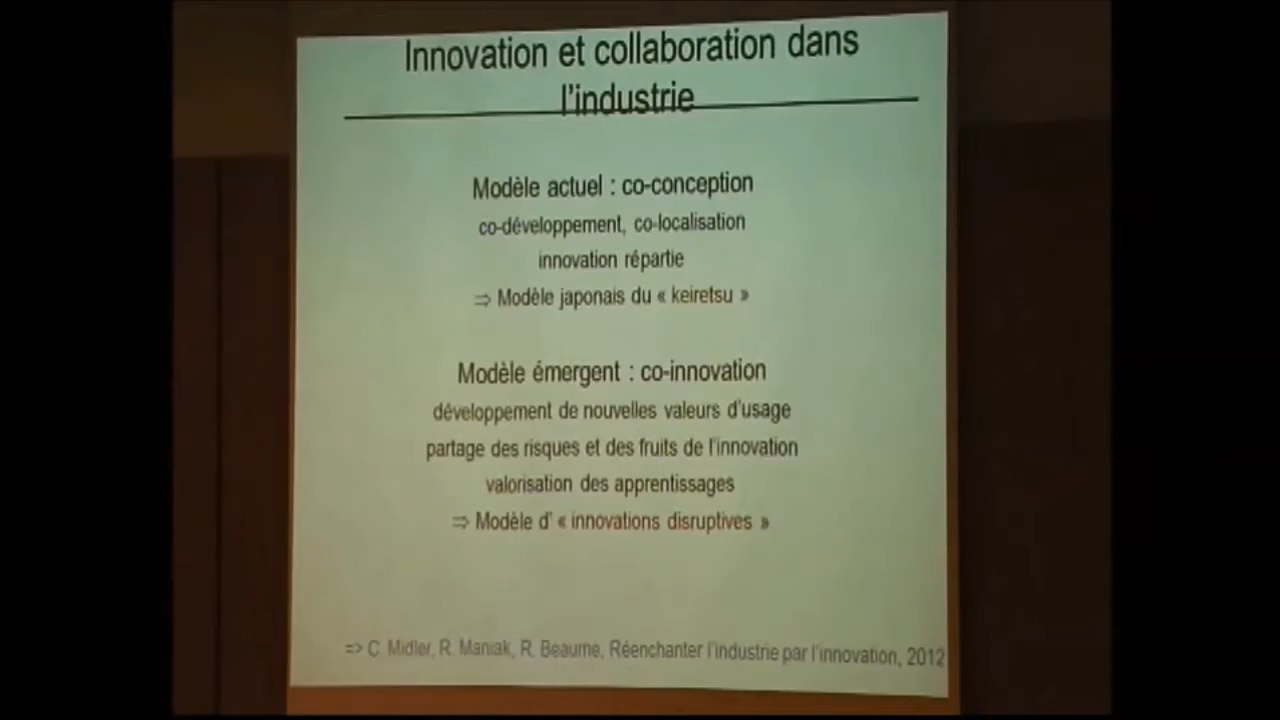 Innovation et collaboration dans
l'industrie
Modèle actuel : co-conception
co-développement, co-localisation
innovation répartie
⇒ Modèle japonais du « keiretsu »
Modèle émergent : co-innovation
développement de nouvelles valeurs d'usage
partage des risques et des fruits de l'innovation
valorisation des apprentissages
⇒ Modèle d' « innovations disruptives »
=> C. Midler, R. Maniak, R. Beaume, Réenchanter l'industrie par l'innovation, 2012